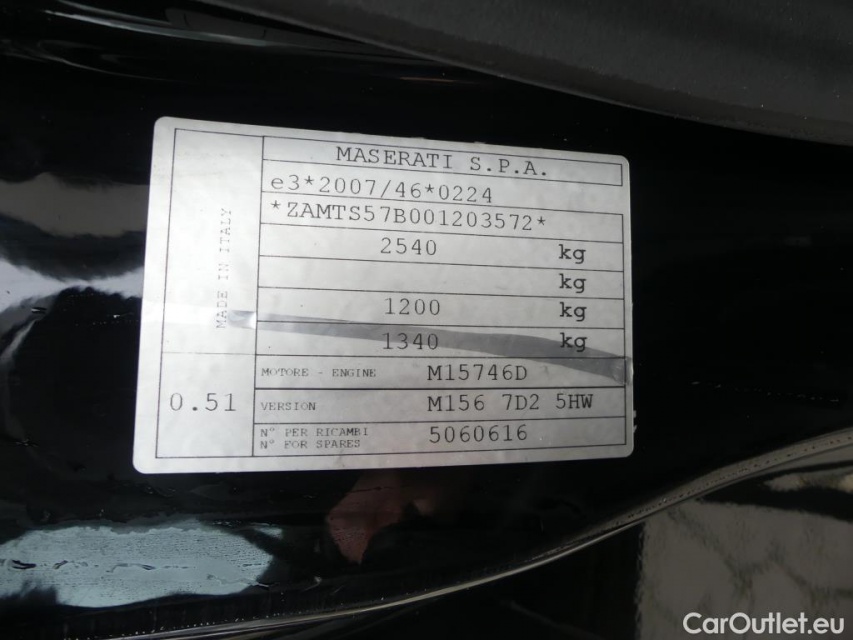 MASERATI S.P.A.
e3*2007/46*0224
*ZAMTS57B001203572*
2540 kg
kg
1200 kg
1340 kg
MADE IN ITALY
0.51
MOTORE - ENGINE M15746D
VERSION M156 7D2 5HW
N° PER RICAMBI
N° FOR SPARES
5060616
CarOutlet.eu